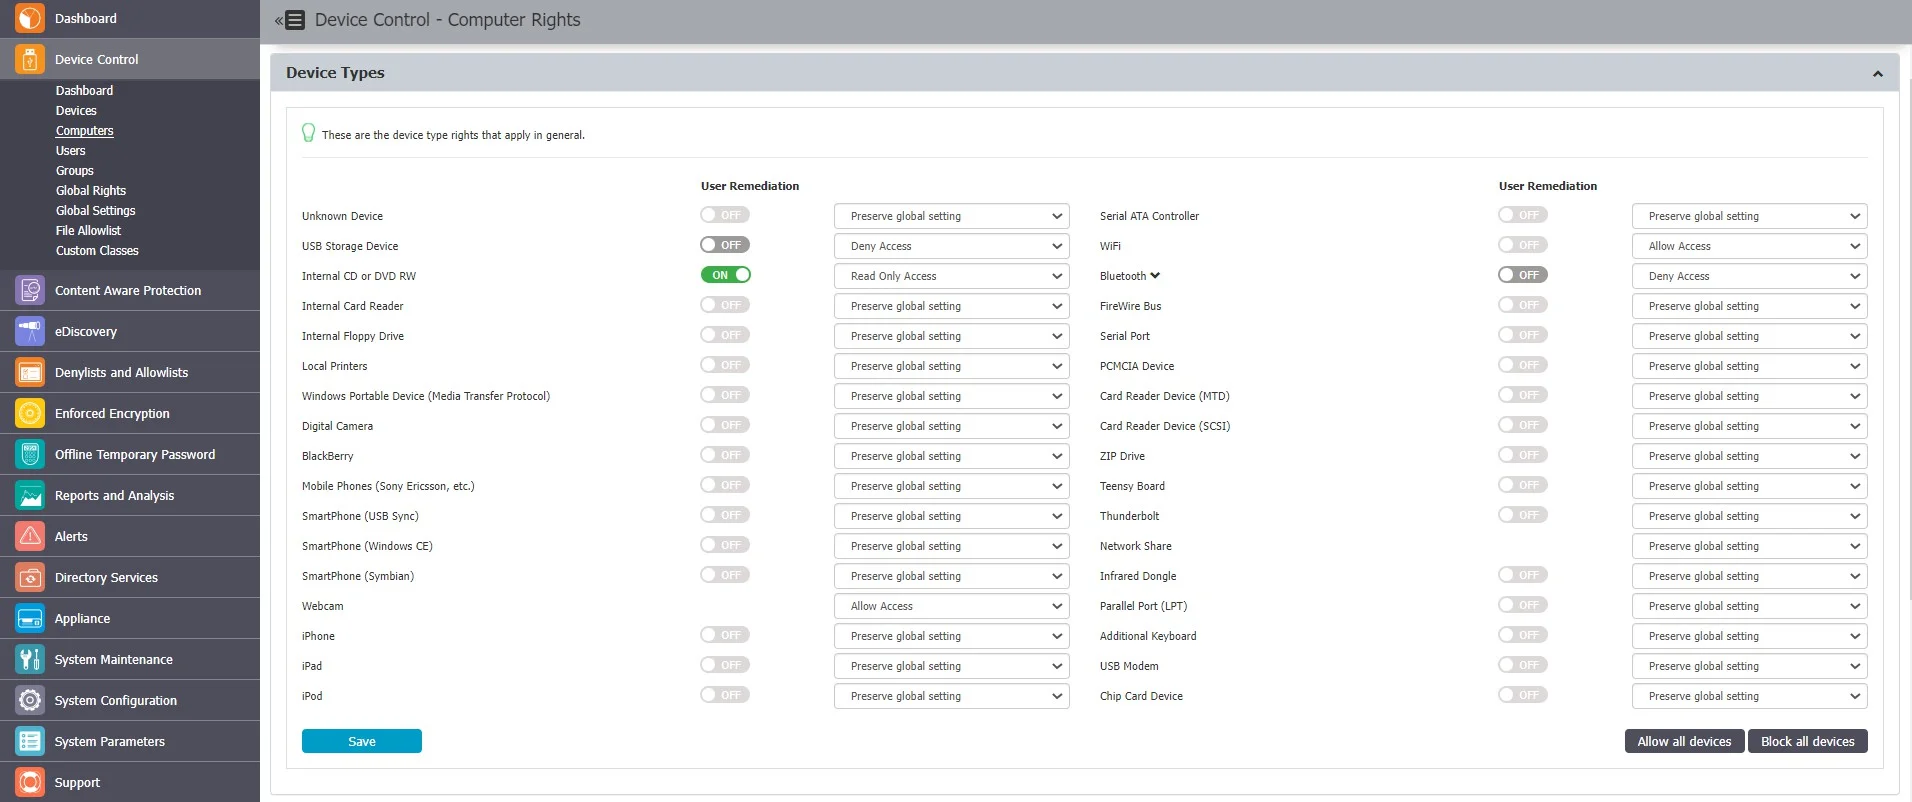 Dashboard
Device Control
Dashboard
Devices
Computers
Users
Groups
Global Rights
Global Settings
File Allowlist
Custom Classes
Content Aware Protection
eDiscovery
Denylists and Allowlists
Enforced Encryption
Offline Temporary Password
Reports and Analysis
Alerts
Directory Services
Appliance
System Maintenance
System Configuration
System Parameters
Support
Device Control - Computer Rights
Device Types
These are the device type rights that apply in general.
User Remediation User Remediation
Unknown Device OFF Preserve global setting Serial ATA Controller OFF Preserve global setting
USB Storage Device OFF Deny Access WiFi OFF Allow Access
Internal CD or DVD RW ON Read Only Access Bluetooth OFF Deny Access
Internal Card Reader OFF Preserve global setting FireWire Bus OFF Preserve global setting
Internal Floppy Drive OFF Preserve global setting Serial Port OFF Preserve global setting
Local Printers OFF Preserve global setting PCMCIA Device OFF Preserve global setting
Windows Portable Device (Media Transfer Protocol) OFF Preserve global setting Card Reader Device (MTD) OFF Preserve global setting
Digital Camera OFF Preserve global setting Card Reader Device (SCSI) OFF Preserve global setting
BlackBerry OFF Preserve global setting ZIP Drive OFF Preserve global setting
Mobile Phones (Sony Ericsson, etc.) OFF Preserve global setting Teensy Board OFF Preserve global setting
SmartPhone (USB Sync) OFF Preserve global setting Thunderbolt OFF Preserve global setting
SmartPhone (Windows CE) OFF Preserve global setting Network Share Preserve global setting
SmartPhone (Symbian) OFF Preserve global setting Infrared Dongle OFF Preserve global setting
Webcam Allow Access Parallel Port (LPT) OFF Preserve global setting
iPhone OFF Preserve global setting Additional Keyboard OFF Preserve global setting
iPad OFF Preserve global setting USB Modem OFF Preserve global setting
iPod OFF Preserve global setting Chip Card Device OFF Preserve global setting
Save Allow all devices Block all devices